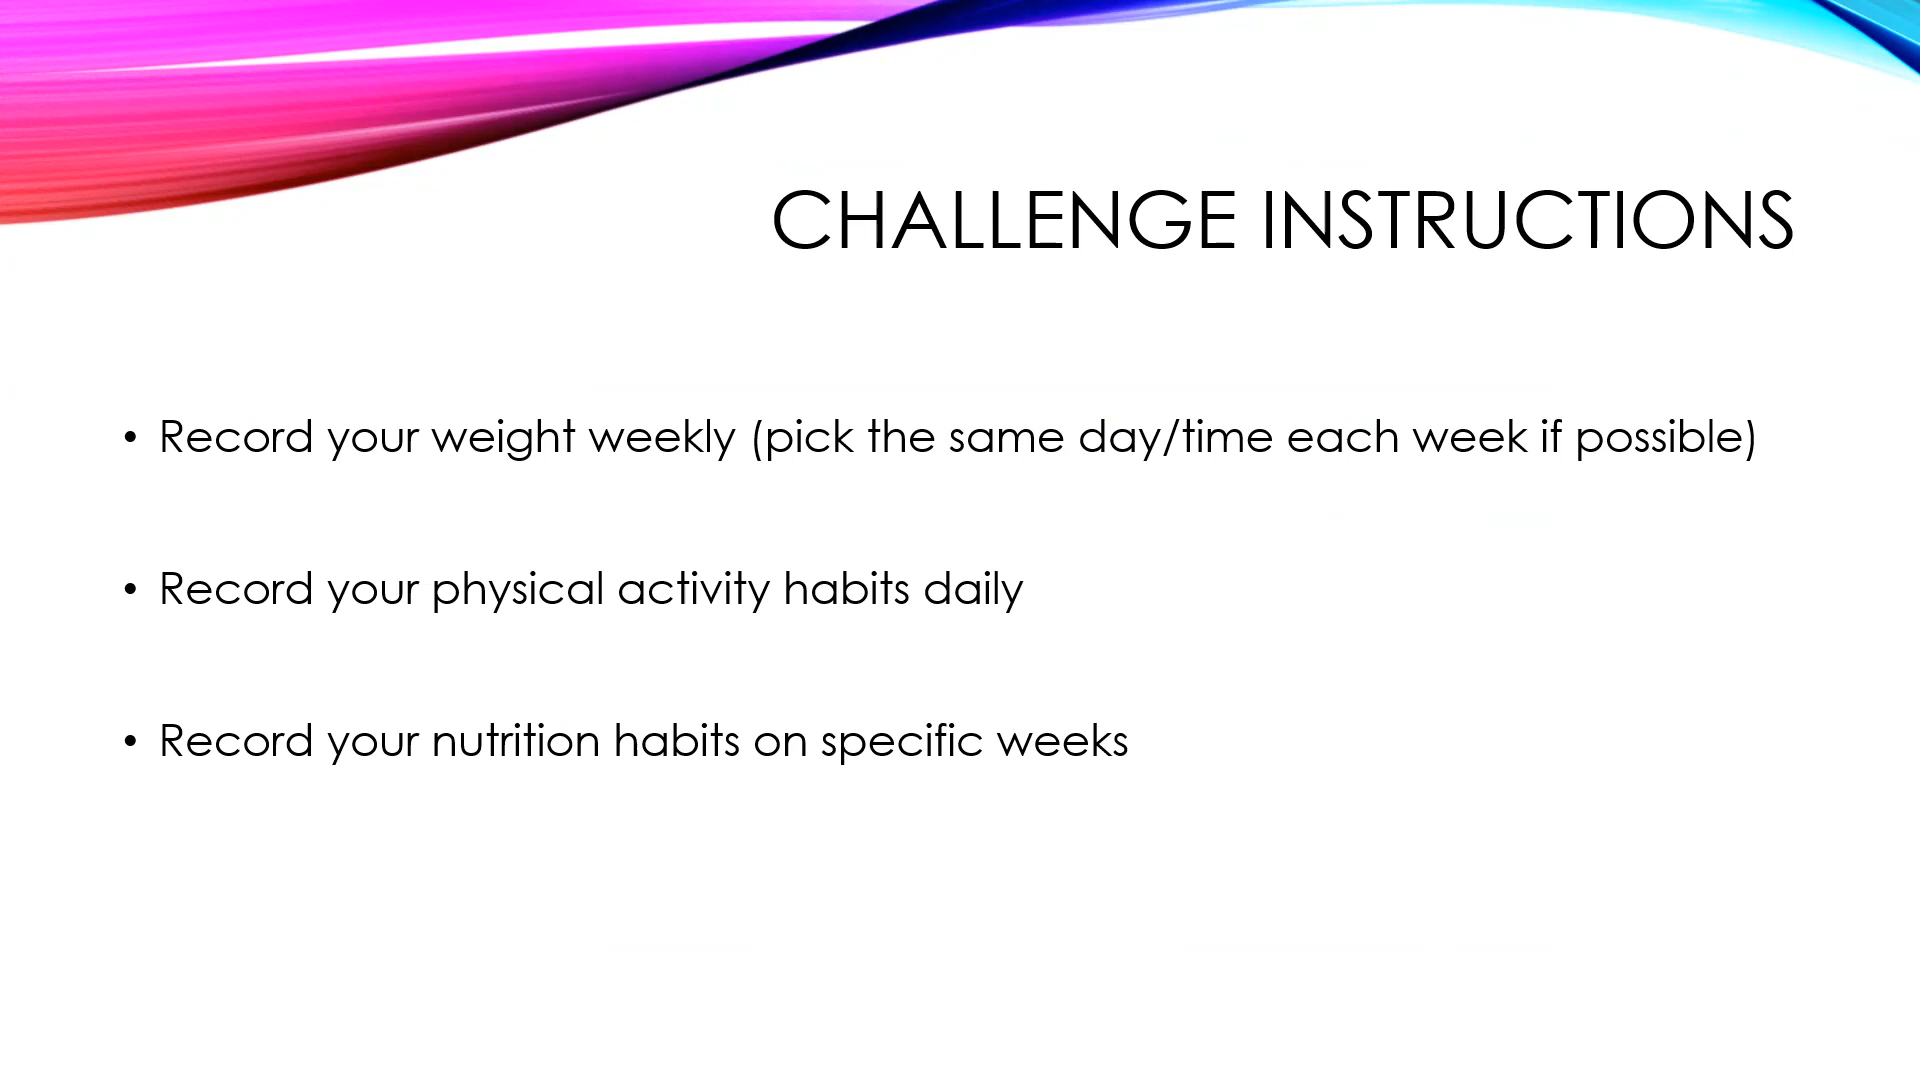 CHALLENGE INSTRUCTIONS
• Record your weight weekly (pick the same day/time each week if possible)
• Record your physical activity habits daily
• Record your nutrition habits on specific weeks